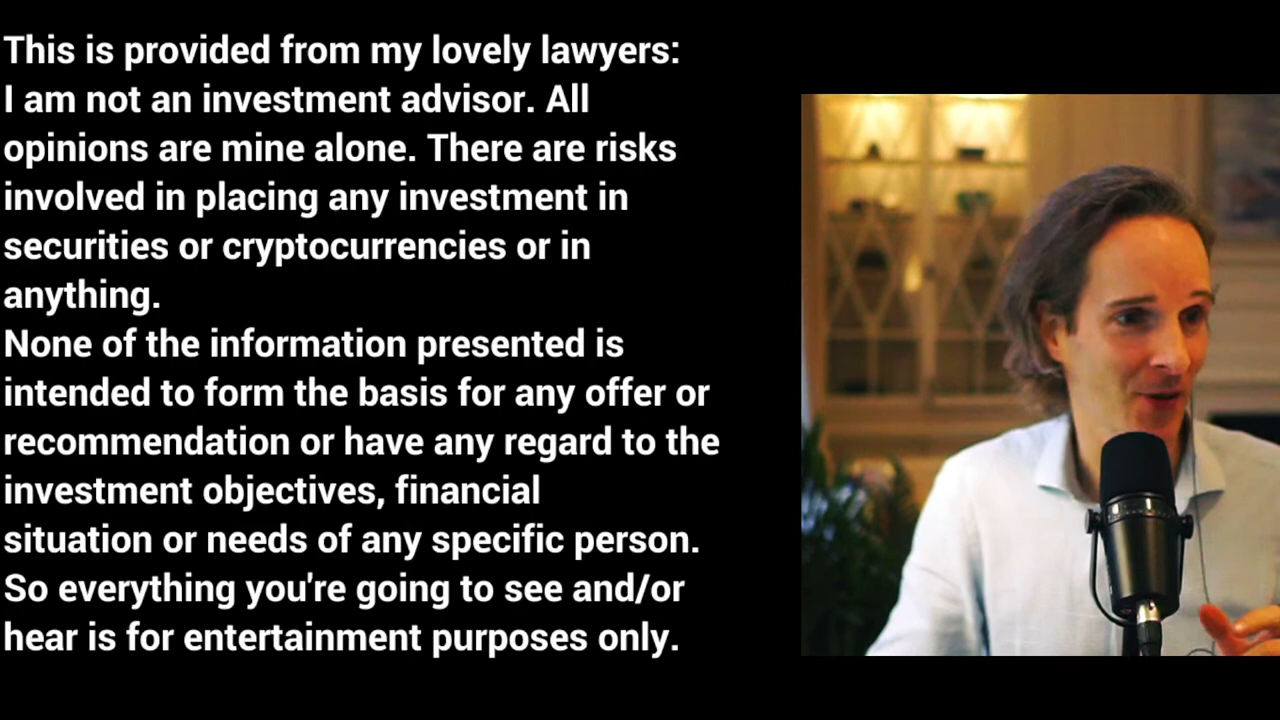 This is provided from my lovely lawyers:
I am not an investment advisor. All
opinions are mine alone. There are risks
involved in placing any investment in
securities or cryptocurrencies or in
anything.
None of the information presented is
intended to form the basis for any offer or
recommendation or have any regard to the
investment objectives, financial
situation or needs of any specific person.
So everything you're going to see and/or
hear is for entertainment purposes only.